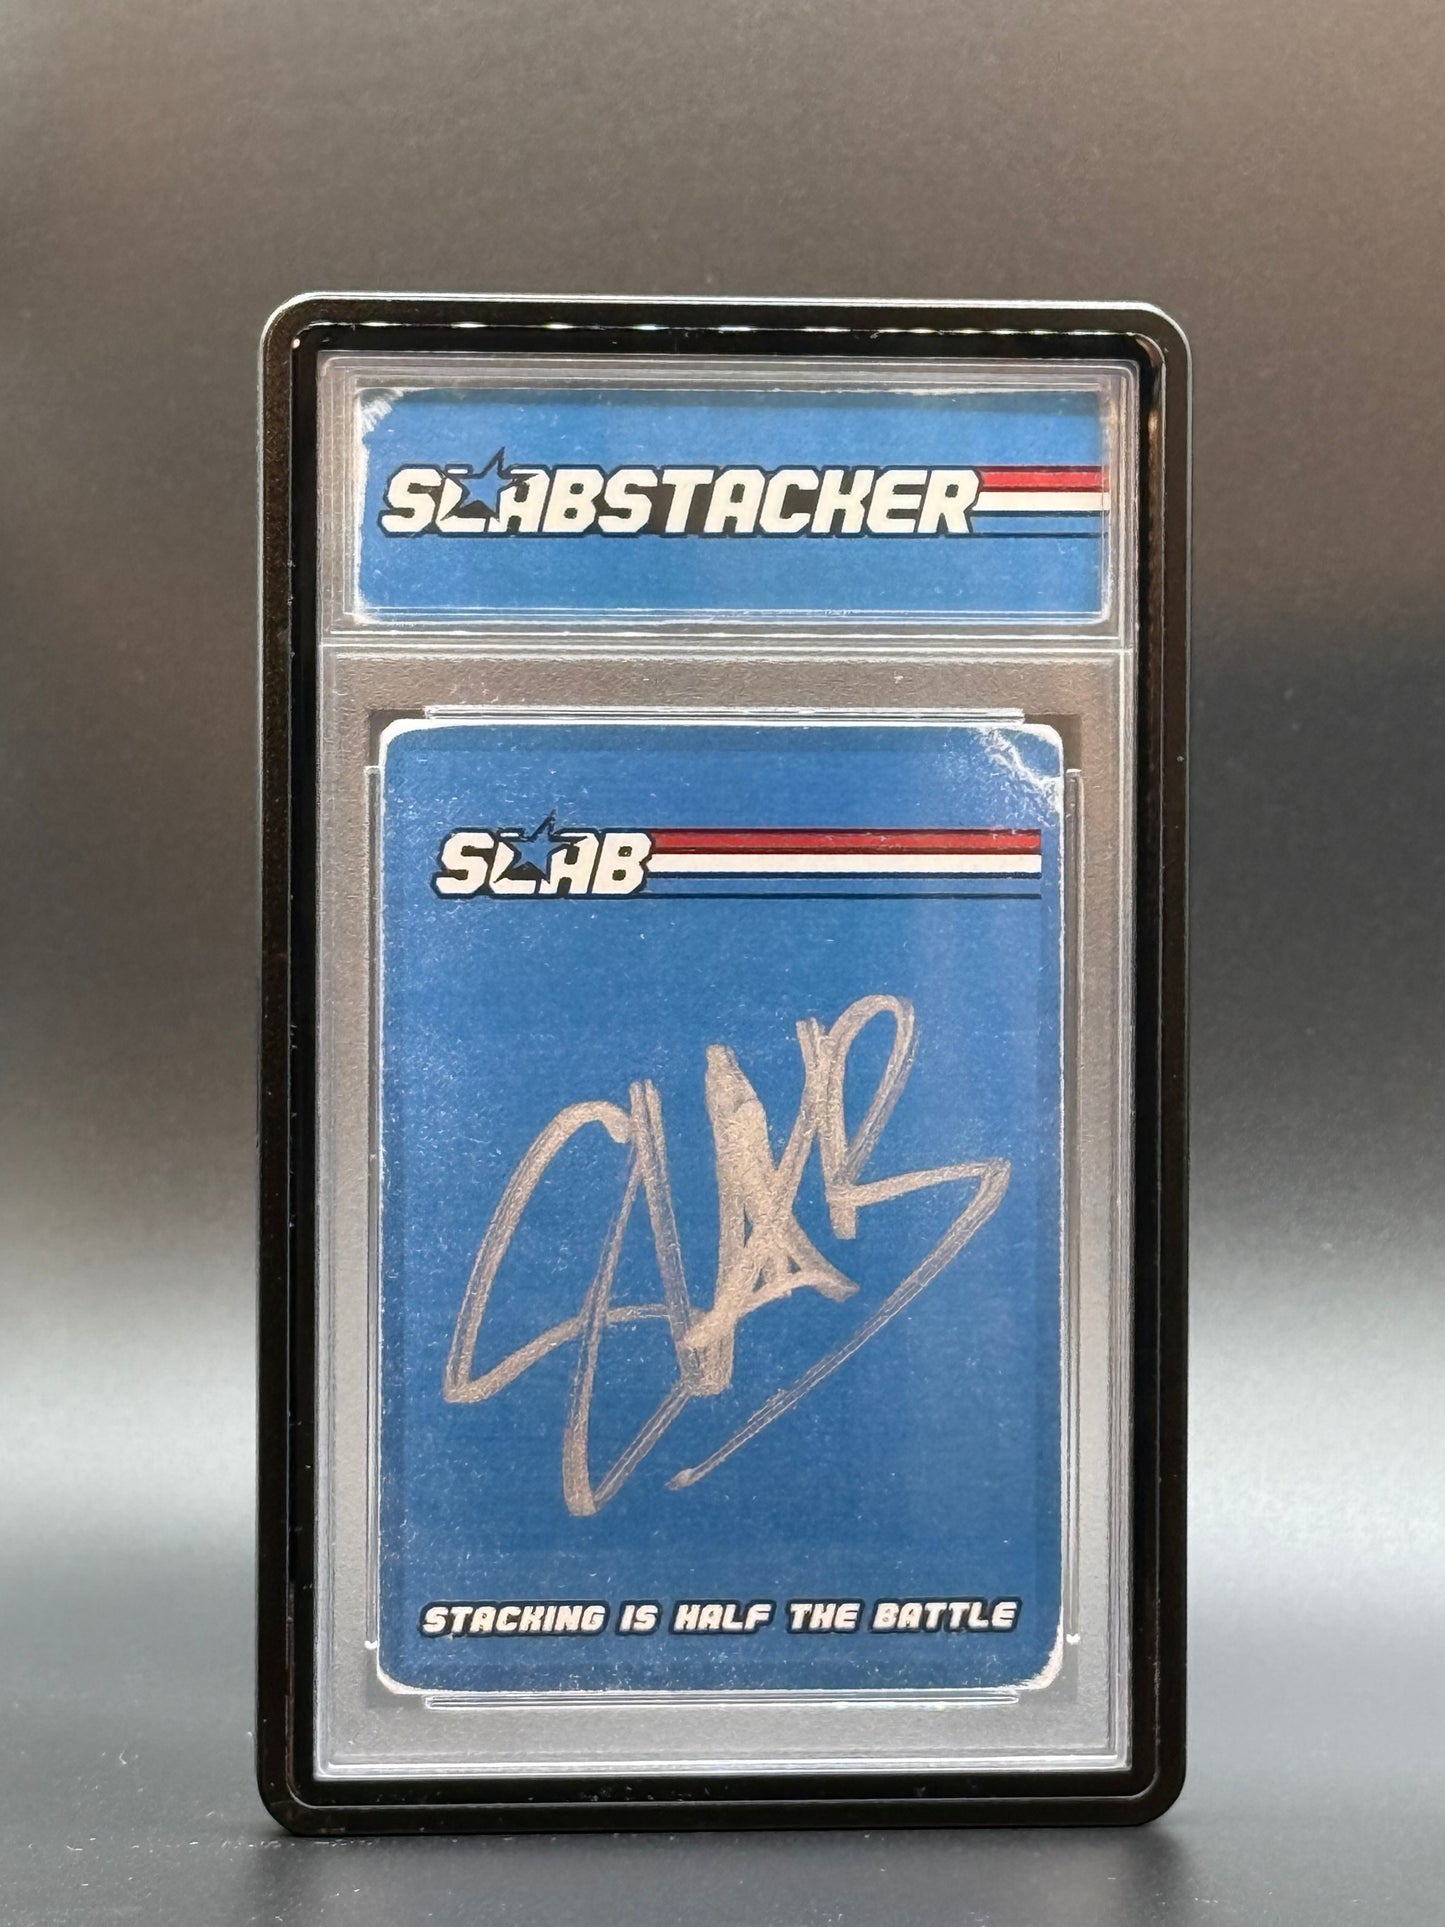 SLABSTACKER
SLAB
STACKING IS HALF THE BATTLE